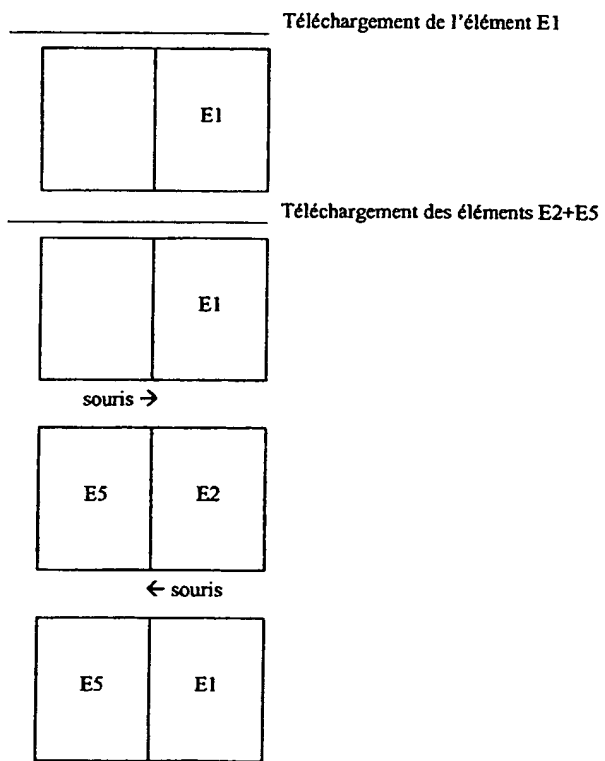 Téléchargement de l'élément E1
E1
Téléchargement des éléments E2+E5
E1
souris →
E5 E2
← souris
E5 E1